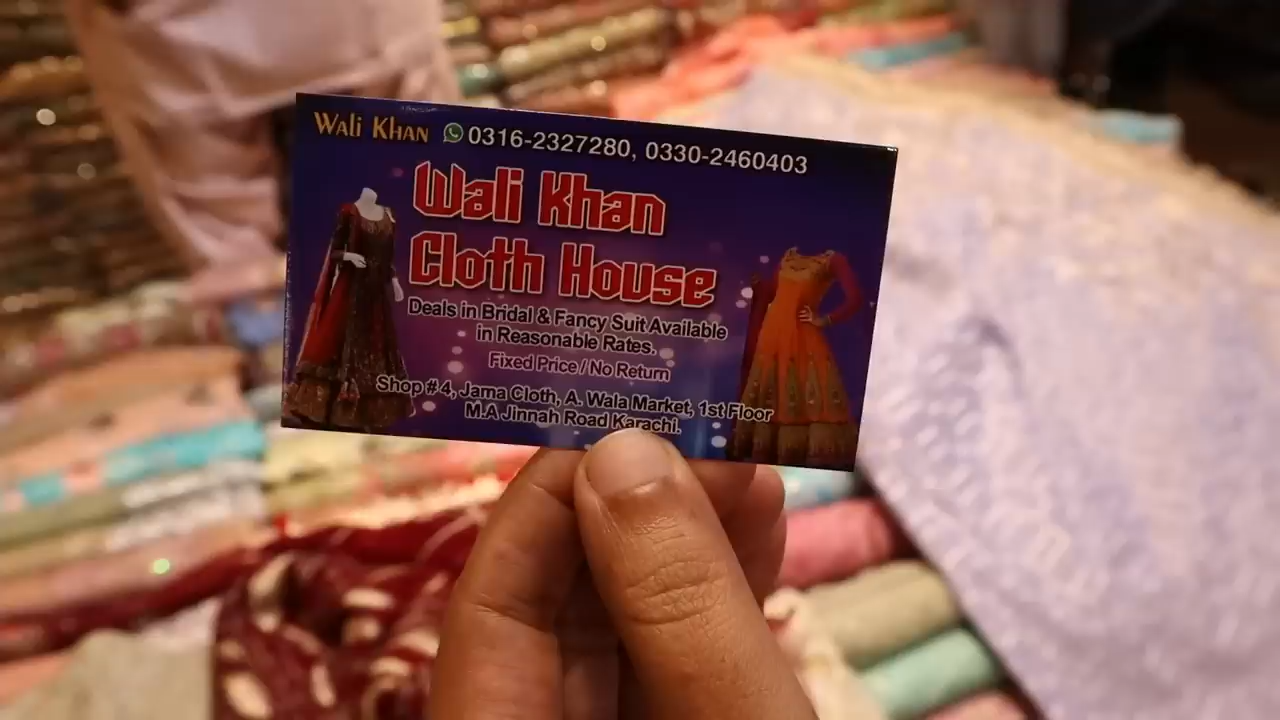 Wali Khan 0316-2327280, 0330-2460403
Wali Khan
Cloth House
Deals in Bridal & Fancy Suit Available
in Reasonable Rates.
Fixed Price / No Return
Shop # 4, Jama Cloth, A. Wala Market, 1st Floor
M.A Jinnah Road Karachi.